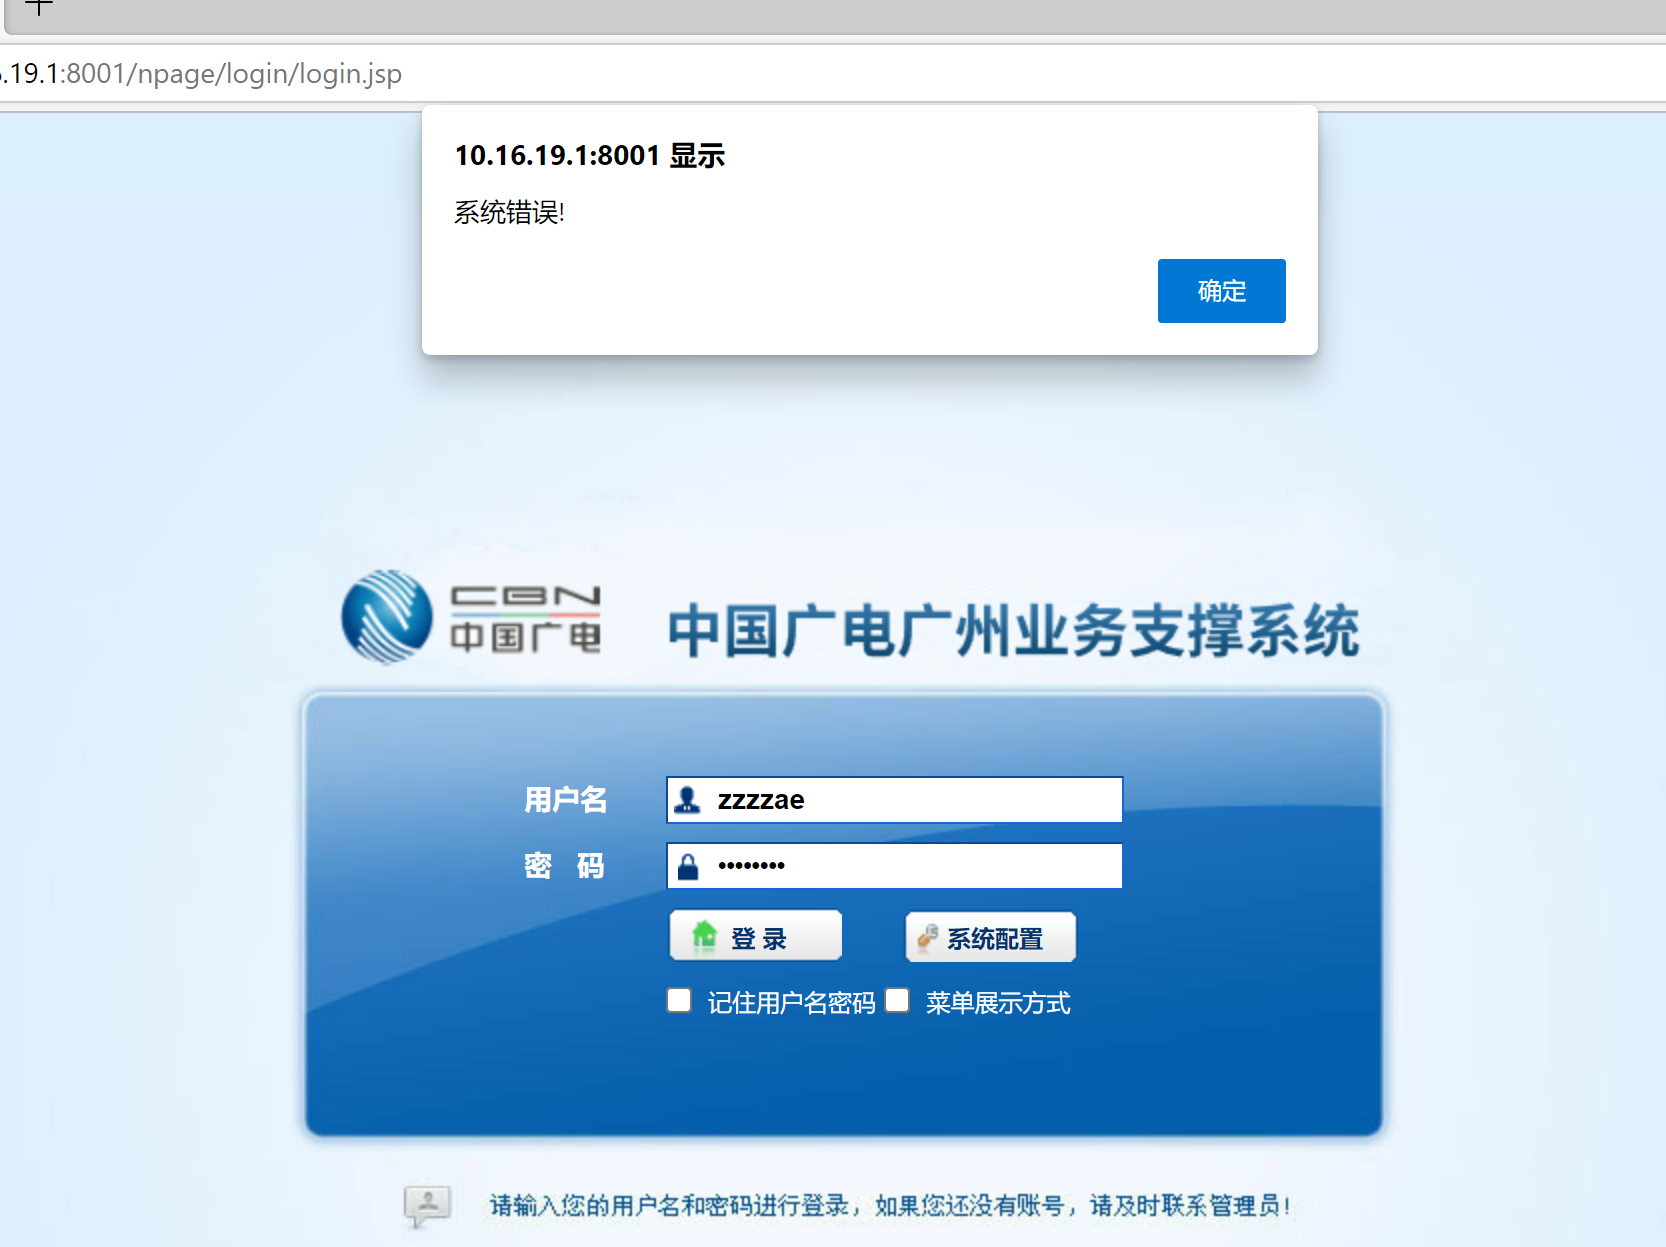 .19.1:8001/npage/login/login.jsp
10.16.19.1:8001 显示
系统错误!
确定
CBN
中国广电
中国广电广州业务支撑系统
用户名 zzzzae
密 码 ••••••••
登 录 系统配置
记住用户名密码 菜单展示方式
请输入您的用户名和密码进行登录，如果您还没有账号，请及时联系管理员！